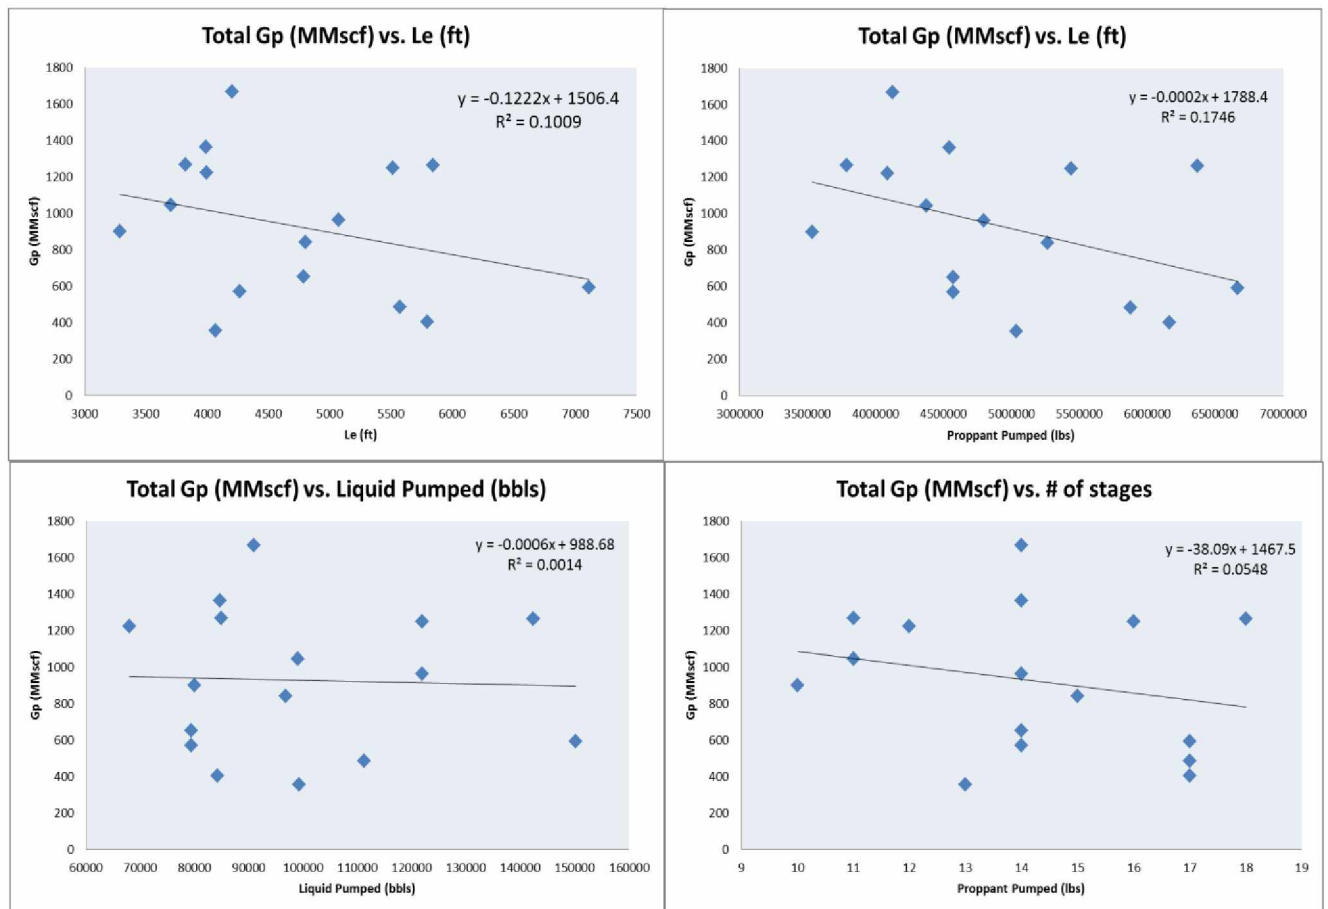 Total Gp (MMscf) vs. Le (ft)
1800
1600
1400
1200
1000
800
600
400
200
0
Gp (MMscf)
y = -0.1222x + 1506.4
R² = 0.1009
3000 3500 4000 4500 5000 5500 6000 6500 7000 7500
Le (ft)
Total Gp (MMscf) vs. Le (ft)
1800
1600
1400
1200
1000
800
600
400
200
0
Gp (MMscf)
y = -0.0002x + 1788.4
R² = 0.1746
3000000 3500000 4000000 4500000 5000000 5500000 6000000 6500000 7000000
Proppant Pumped (lbs)
Total Gp (MMscf) vs. Liquid Pumped (bbls)
1800
1600
1400
1200
1000
800
600
400
200
0
Gp (MMscf)
y = -0.0006x + 988.68
R² = 0.0014
60000 70000 80000 90000 100000 110000 120000 130000 140000 150000 160000
Liquid Pumped (bbls)
Total Gp (MMscf) vs. # of stages
1800
1600
1400
1200
1000
800
600
400
200
0
Gp (MMscf)
y = -38.09x + 1467.5
R² = 0.0548
9 10 11 12 13 14 15 16 17 18 19
Proppant Pumped (lbs)